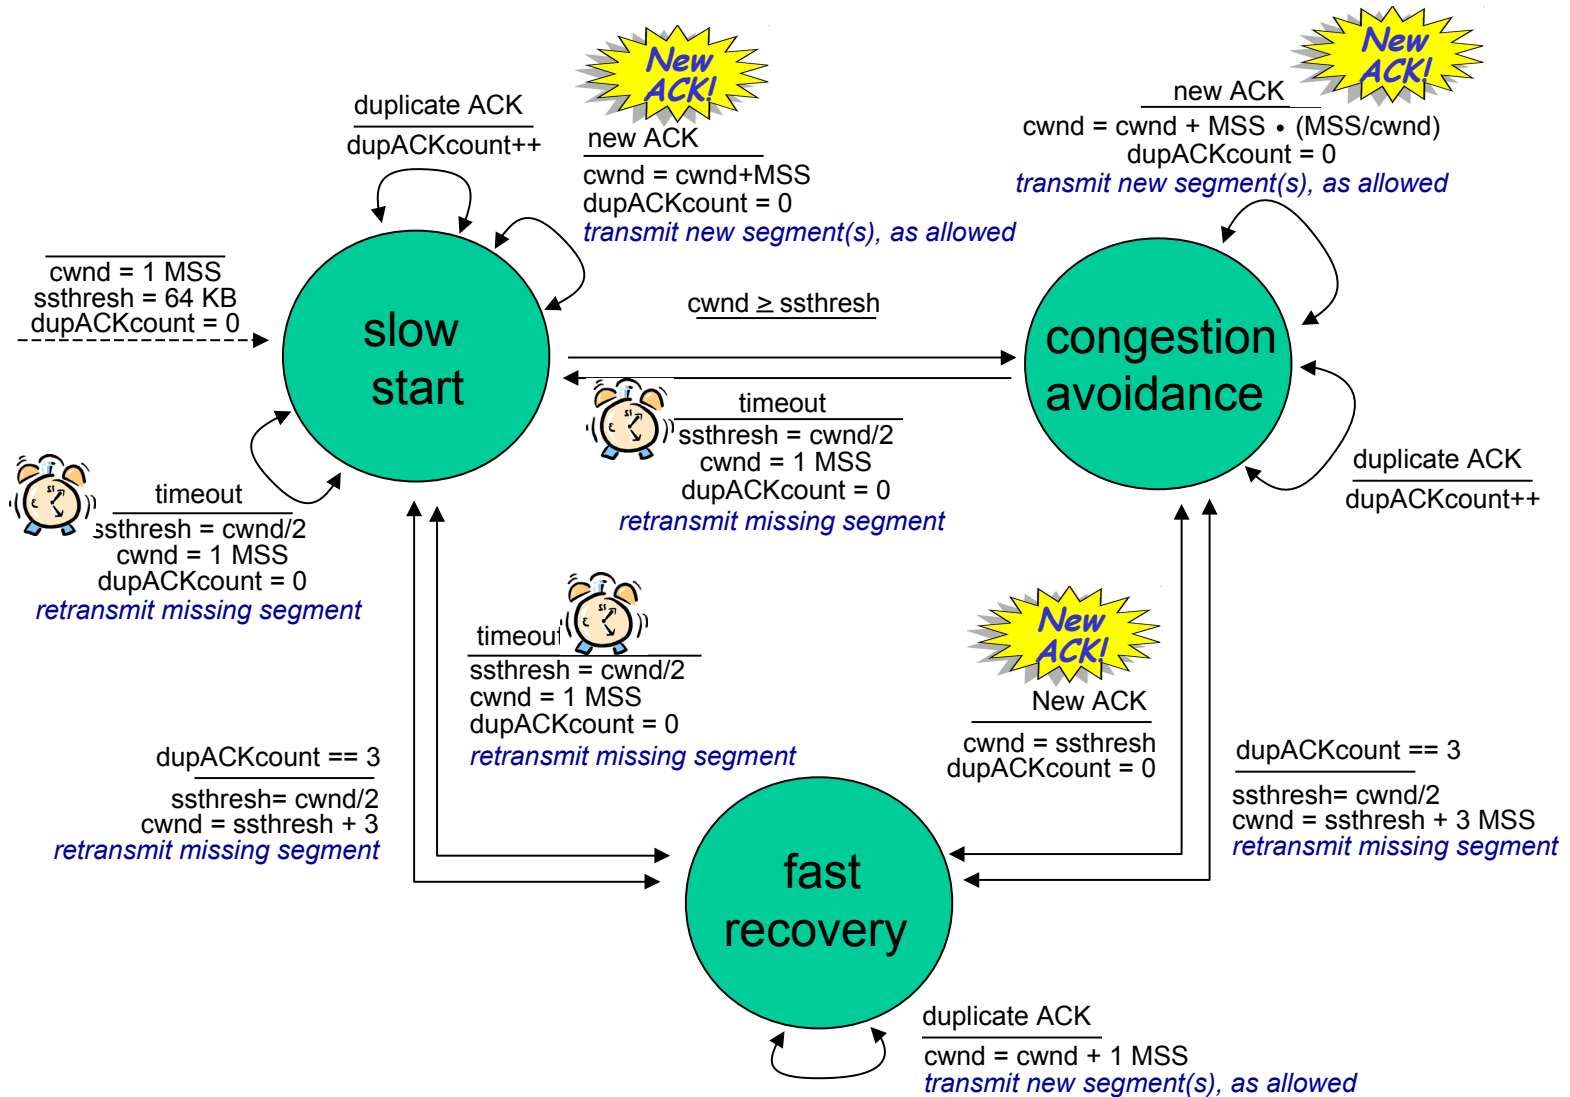 New
ACK!
duplicate ACK
dupACKcount++
new ACK
cwnd = cwnd+MSS
dupACKcount = 0
transmit new segment(s), as allowed
New
ACK!
new ACK
cwnd = cwnd + MSS • (MSS/cwnd)
dupACKcount = 0
transmit new segment(s), as allowed
cwnd = 1 MSS
ssthresh = 64 KB
dupACKcount = 0
slow
start
cwnd ≥ ssthresh
congestion
avoidance
timeout
ssthresh = cwnd/2
cwnd = 1 MSS
dupACKcount = 0
retransmit missing segment
duplicate ACK
dupACKcount++
timeout
ssthresh = cwnd/2
cwnd = 1 MSS
dupACKcount = 0
retransmit missing segment
timeout
ssthresh = cwnd/2
cwnd = 1 MSS
dupACKcount = 0
retransmit missing segment
New
ACK!
New ACK
cwnd = ssthresh
dupACKcount = 0
dupACKcount == 3
ssthresh= cwnd/2
cwnd = ssthresh + 3
retransmit missing segment
dupACKcount == 3
ssthresh= cwnd/2
cwnd = ssthresh + 3 MSS
retransmit missing segment
fast
recovery
duplicate ACK
cwnd = cwnd + 1 MSS
transmit new segment(s), as allowed